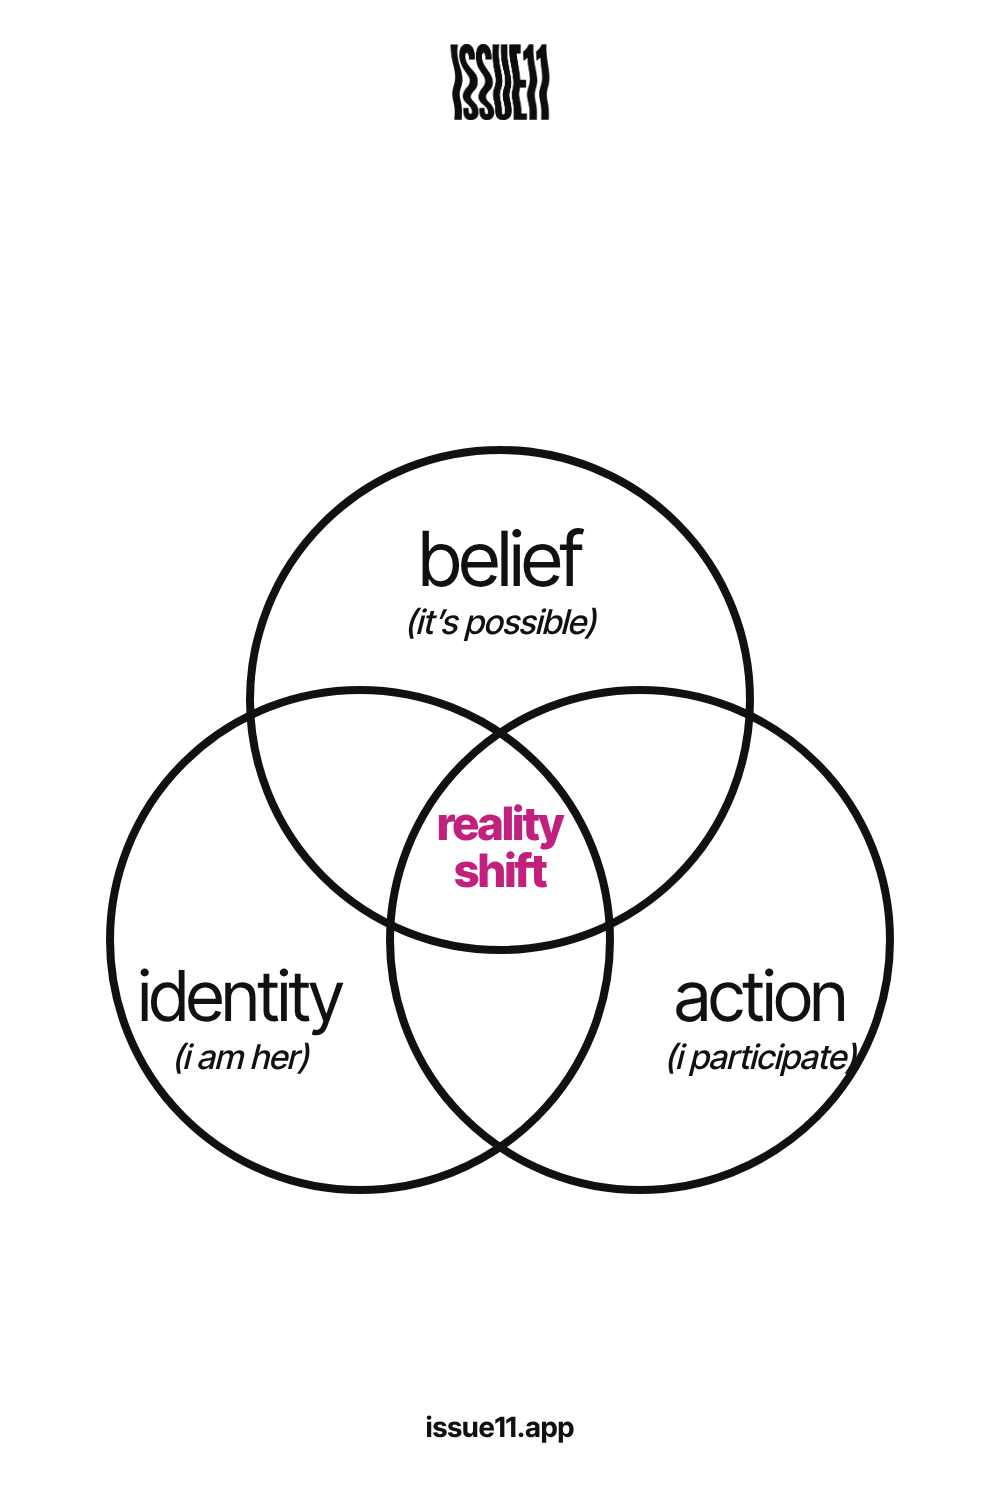 ISSUE11
belief
(it's possible)
reality
shift
identity
(i am her)
action
(i participate)
issue11.app